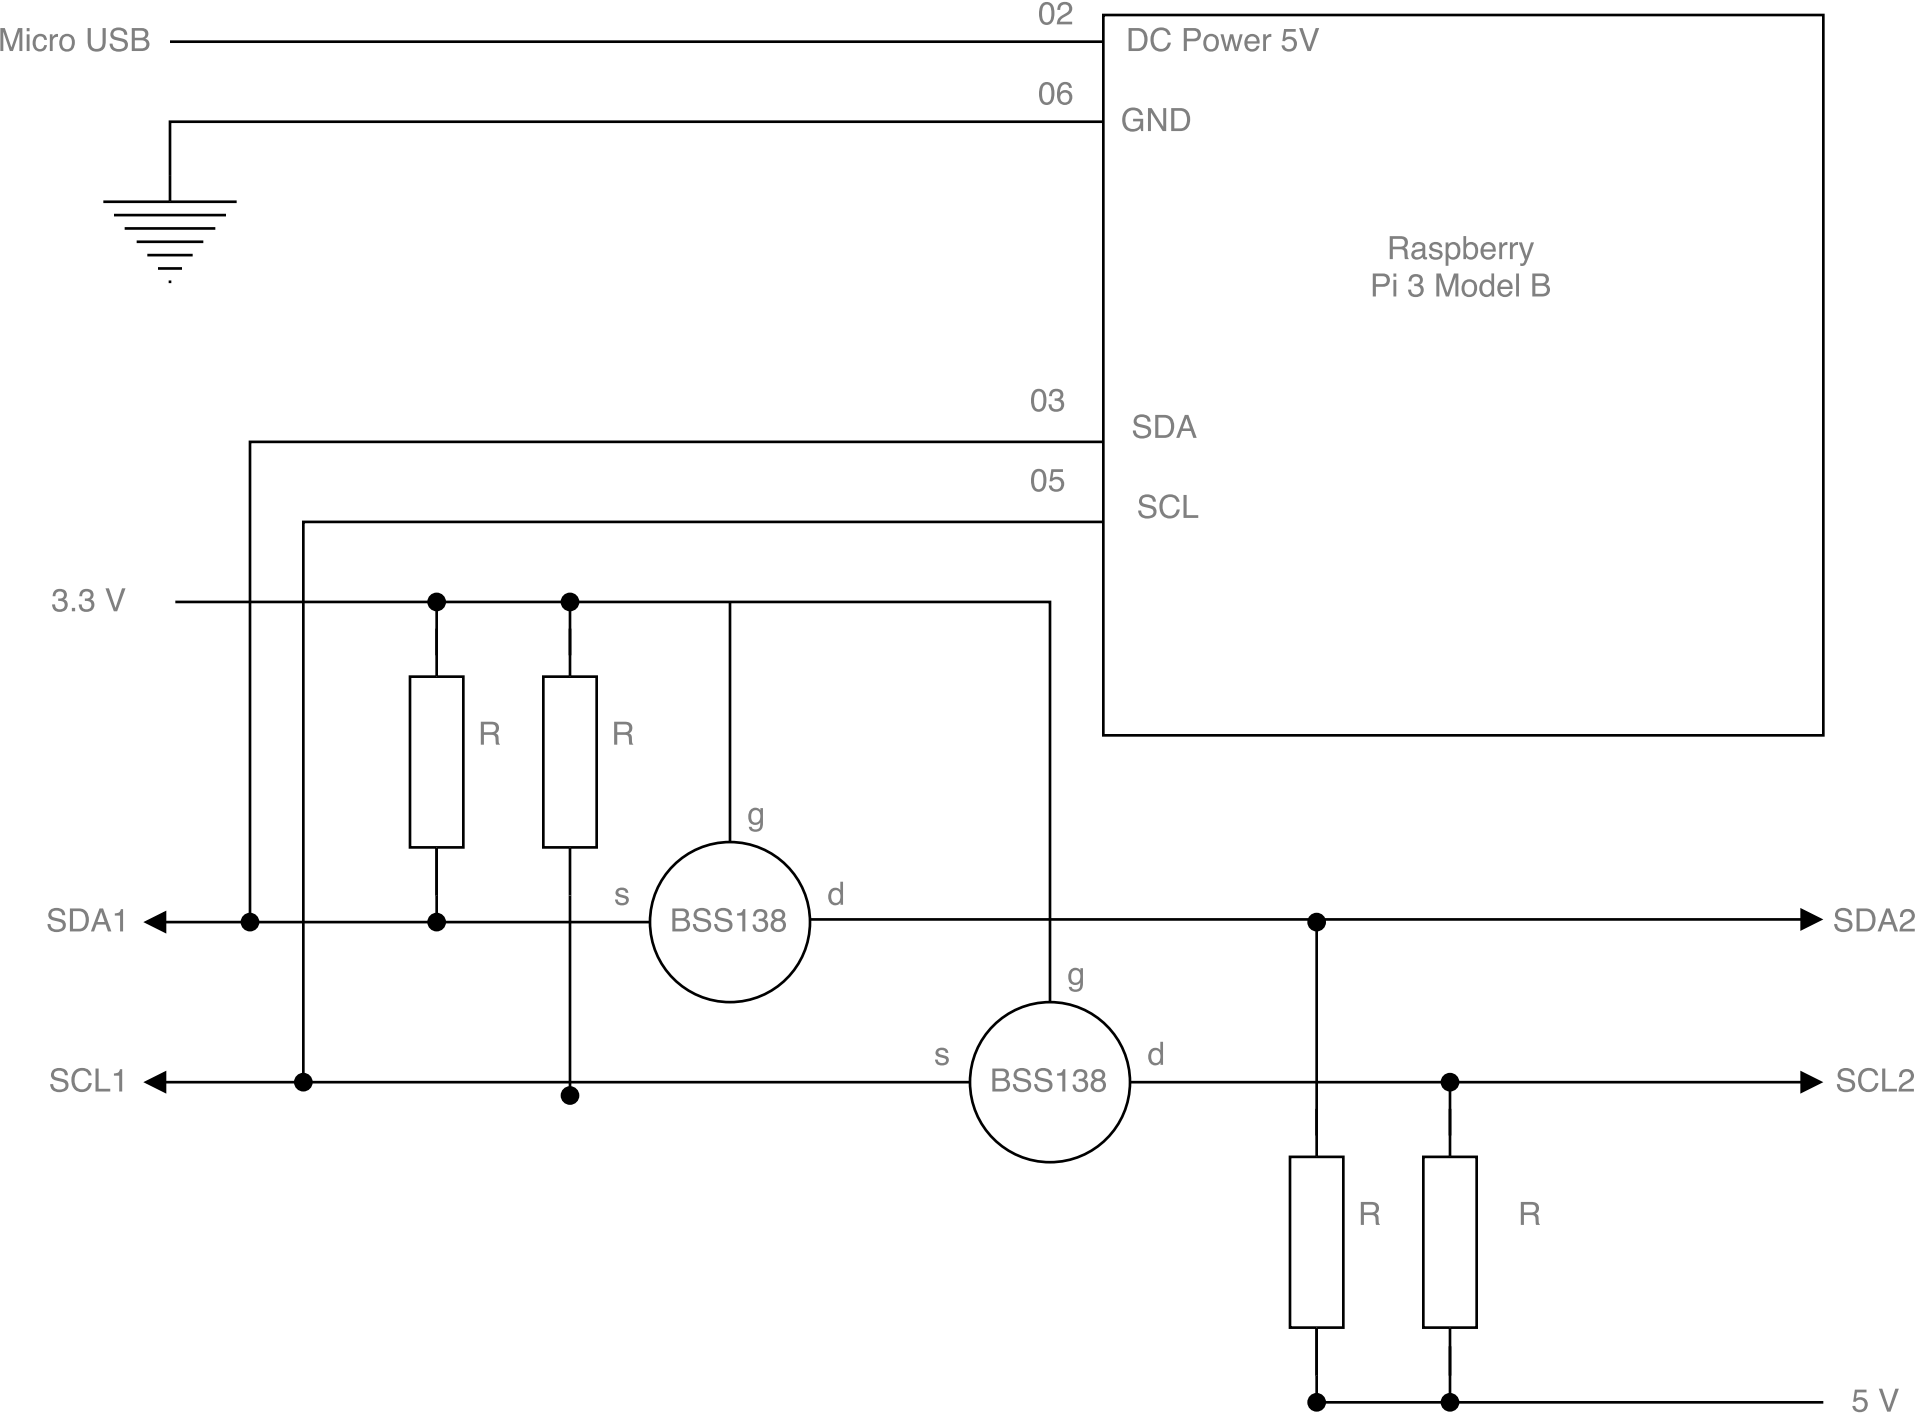 02
Micro USB
DC Power 5V
06
GND
Raspberry
Pi 3 Model B
03
SDA
05
SCL
3.3 V
R
R
g
s
d
SDA1
BSS138
SDA2
g
s
d
SCL1
BSS138
SCL2
R
R
5 V